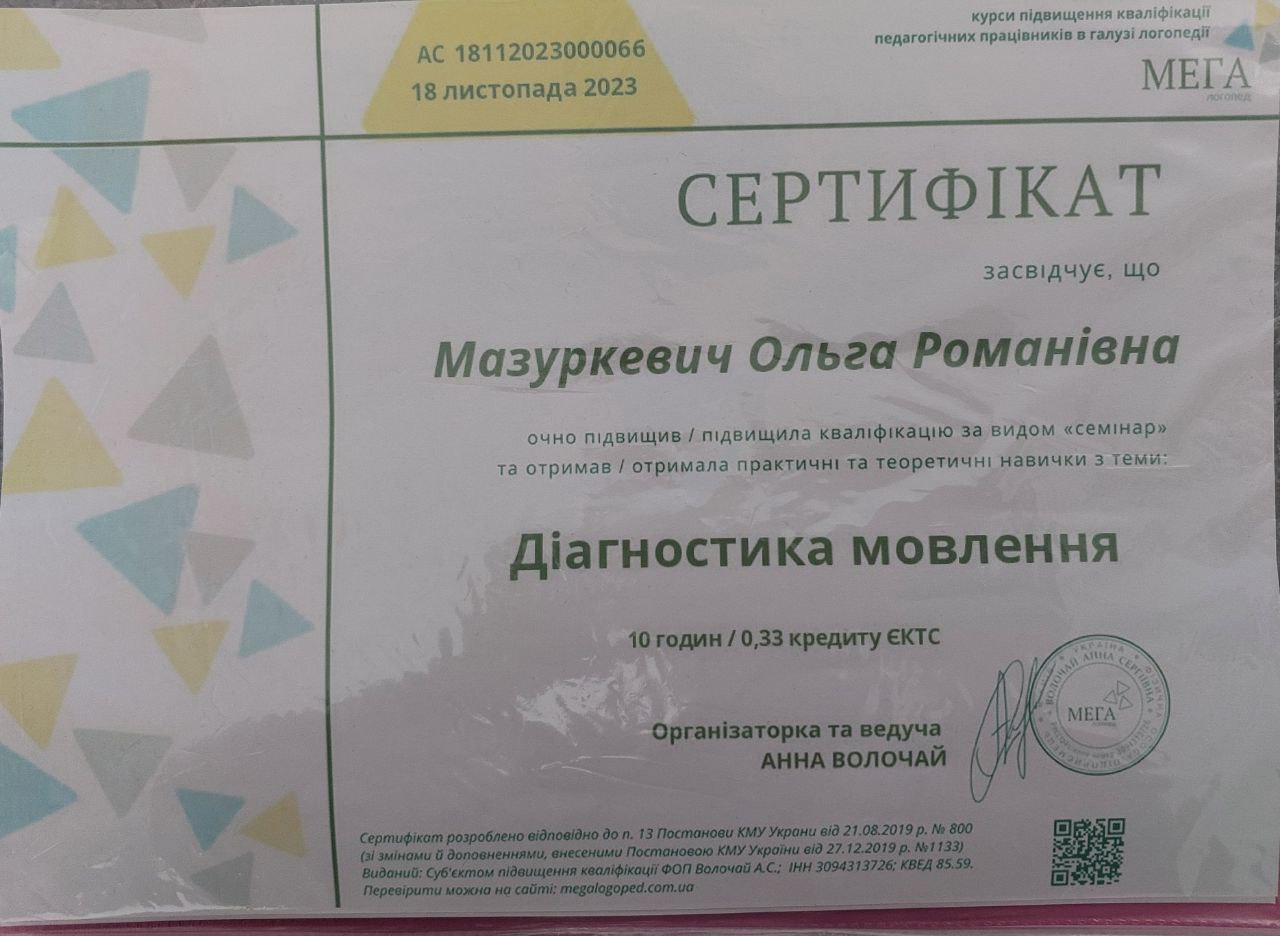 АС 18112023000066
18 листопада 2023
курси підвищення кваліфікації
педагогічних працівників в галузі логопедії
МЕГА
логопед
СЕРТИФІКАТ
засвідчує, що
Мазуркевич Ольга Романівна
очно підвищив / підвищила кваліфікацію за видом «семінар»
та отримав / отримала практичні та теоретичні навички з теми:
Діагностика мовлення
10 годин / 0,33 кредиту ЄКТС
Організаторка та ведуча
АННА ВОЛОЧАЙ
УКРАЇНА
ВОЛОЧАЙ АННА СЕРГІЇВНА
МЕГА
Сертифікат розроблено відповідно до п. 13 Постанови КМУ Украни від 21.08.2019 р. № 800
(зі змінами й доповненнями, внесеними Постановою КМУ України від 27.12.2019 р. №1133)
Виданий: Суб'єктом підвищення кваліфікації ФОП Волочай А.С.; ІНН 3094313726; КВЕД 85.59.
Перевірити можна на сайті: megalogoped.com.ua